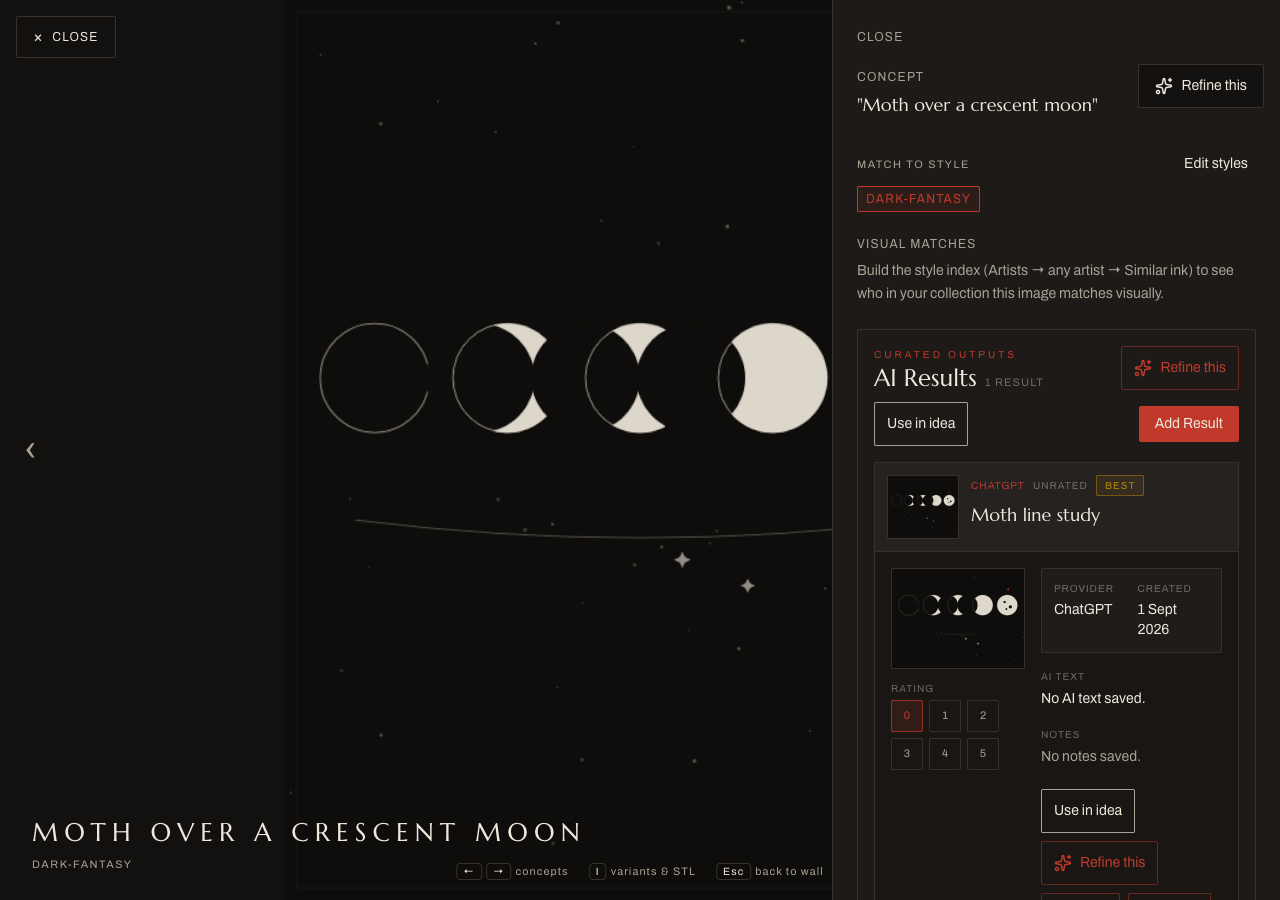 × CLOSE
‹
MOTH OVER A CRESCENT MOON
DARK-FANTASY
← → concepts I variants & STL Esc back to wall
CLOSE
CONCEPT
"Moth over a crescent moon"
Refine this
MATCH TO STYLE
Edit styles
DARK-FANTASY
VISUAL MATCHES
Build the style index (Artists → any artist → Similar ink) to see
who in your collection this image matches visually.
CURATED OUTPUTS
AI Results 1 RESULT
Refine this
Use in idea
Add Result
CHATGPT UNRATED BEST
Moth line study
PROVIDER CREATED
ChatGPT 1 Sept
2026
RATING
0 1 2
3 4 5
AI TEXT
No AI text saved.
NOTES
No notes saved.
Use in idea
Refine this